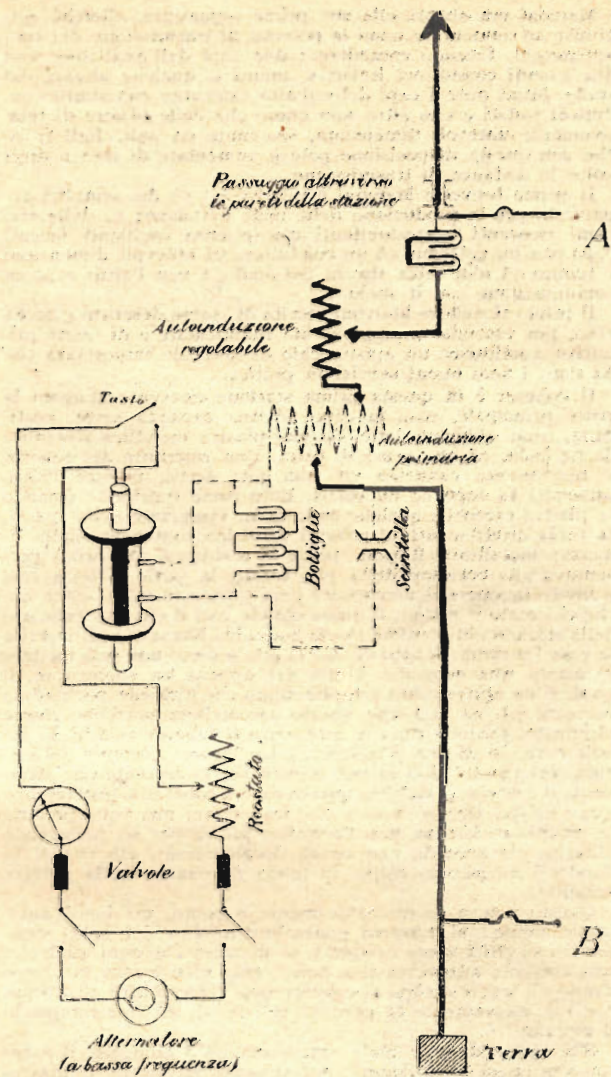 Passaggio attraverso
le pareti della stazione
A
Autoinduzione
regolabile
Tasto
Autoinduzione
primaria
Bottiglie
Scintilla
Reostato
Valvole
B
Alternatore
(a bassa frequenza)
Terra